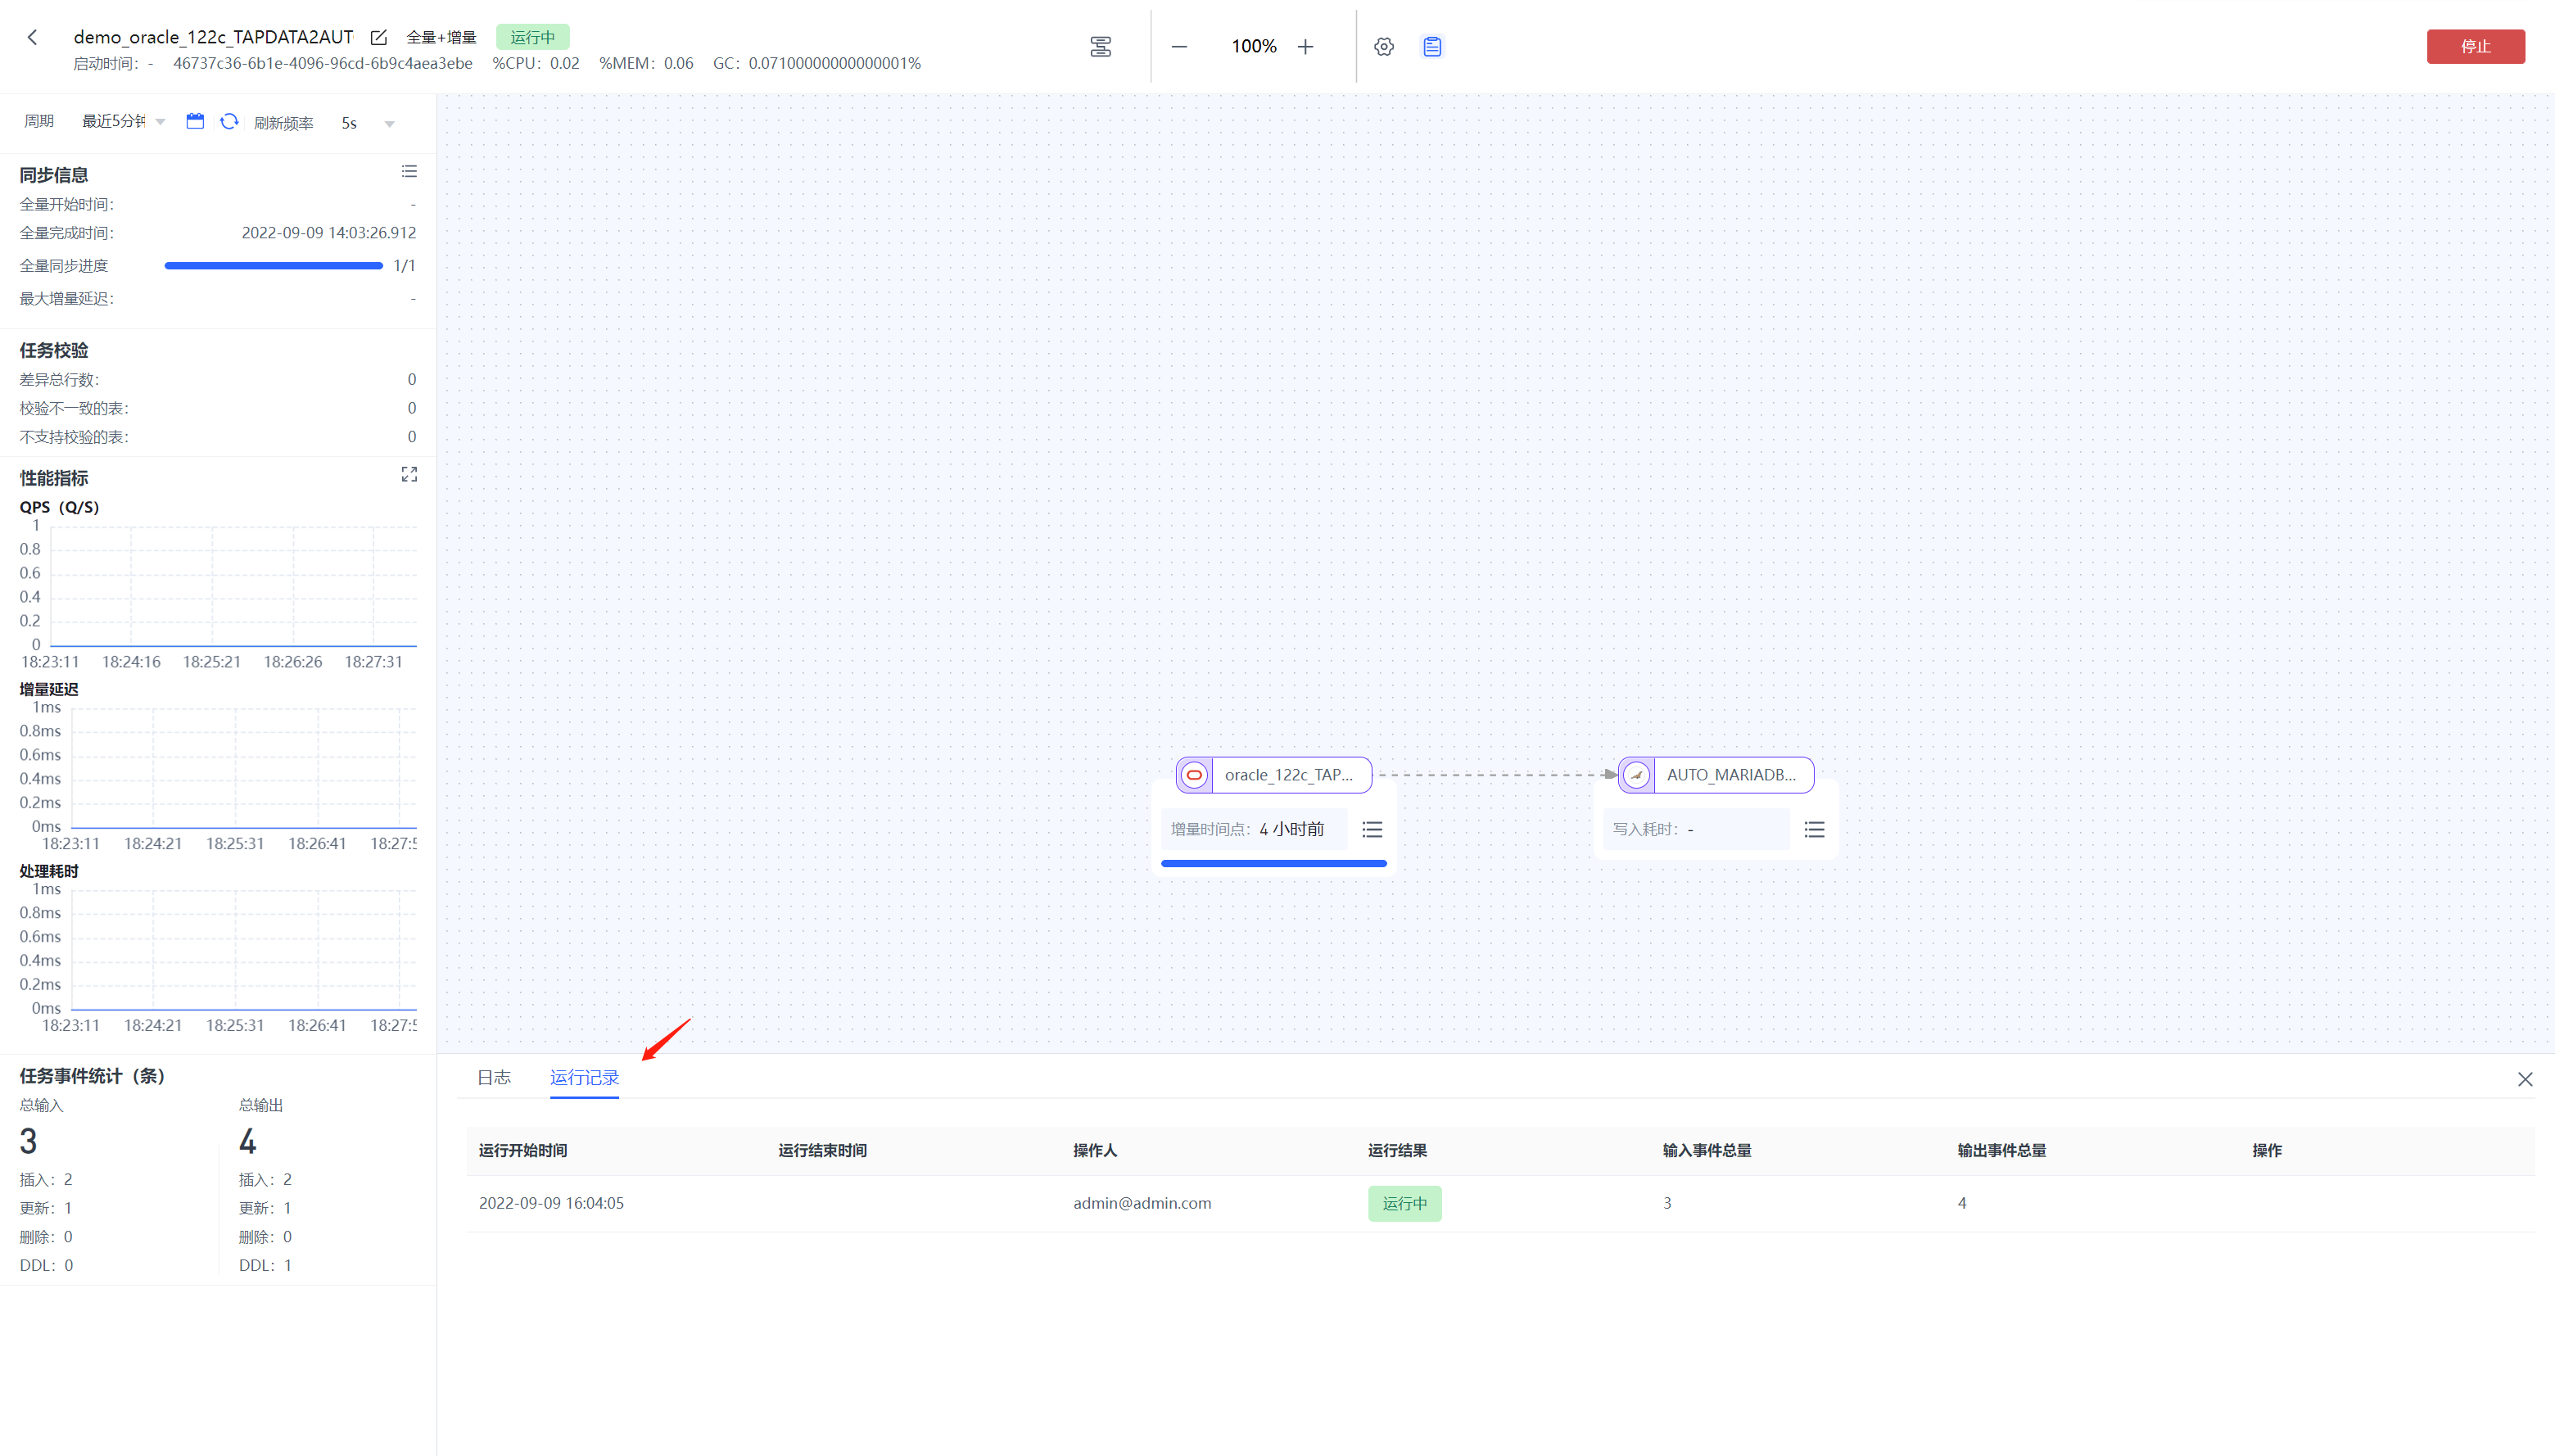 demo_oracle_122c_TAPDATA2AUT 全量+增量 运行中
启动时间：- 46737c36-6b1e-4096-96cd-6b9c4aea3ebe %CPU：0.02 %MEM：0.06 GC：0.07100000000000001%
100%
停止
周期 最近5分钟 刷新频率 5s
同步信息
全量开始时间： -
全量完成时间： 2022-09-09 14:03:26.912
全量同步进度 1/1
最大增量延迟： -
任务校验
差异总行数： 0
校验不一致的表： 0
不支持校验的表： 0
性能指标
QPS（Q/S）
1
0.8
0.6
0.4
0.2
0
18:23:11 18:24:16 18:25:21 18:26:26 18:27:31
增量延迟
1ms
0.8ms
0.6ms
0.4ms
0.2ms
0ms
18:23:11 18:24:21 18:25:31 18:26:41 18:27:5
处理耗时
1ms
0.8ms
0.6ms
0.4ms
0.2ms
0ms
18:23:11 18:24:21 18:25:31 18:26:41 18:27:5
任务事件统计（条）
总输入 总输出
3 4
插入：2 插入：2
更新：1 更新：1
删除：0 删除：0
DDL：0 DDL：1
oracle_122c_TAP... AUTO_MARIADB...
增量时间点：4 小时前 写入耗时：-
日志 运行记录
运行开始时间 运行结束时间 操作人 运行结果 输入事件总量 输出事件总量 操作
2022-09-09 16:04:05 admin@admin.com 运行中 3 4